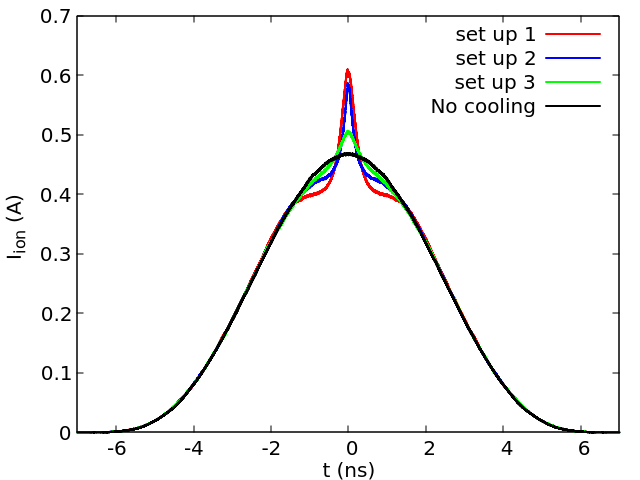 0.7
0.6
0.5
0.4
0.3
0.2
0.1
0
I_ion (A)
set up 1
set up 2
set up 3
No cooling
-6 -4 -2 0 2 4 6
t (ns)